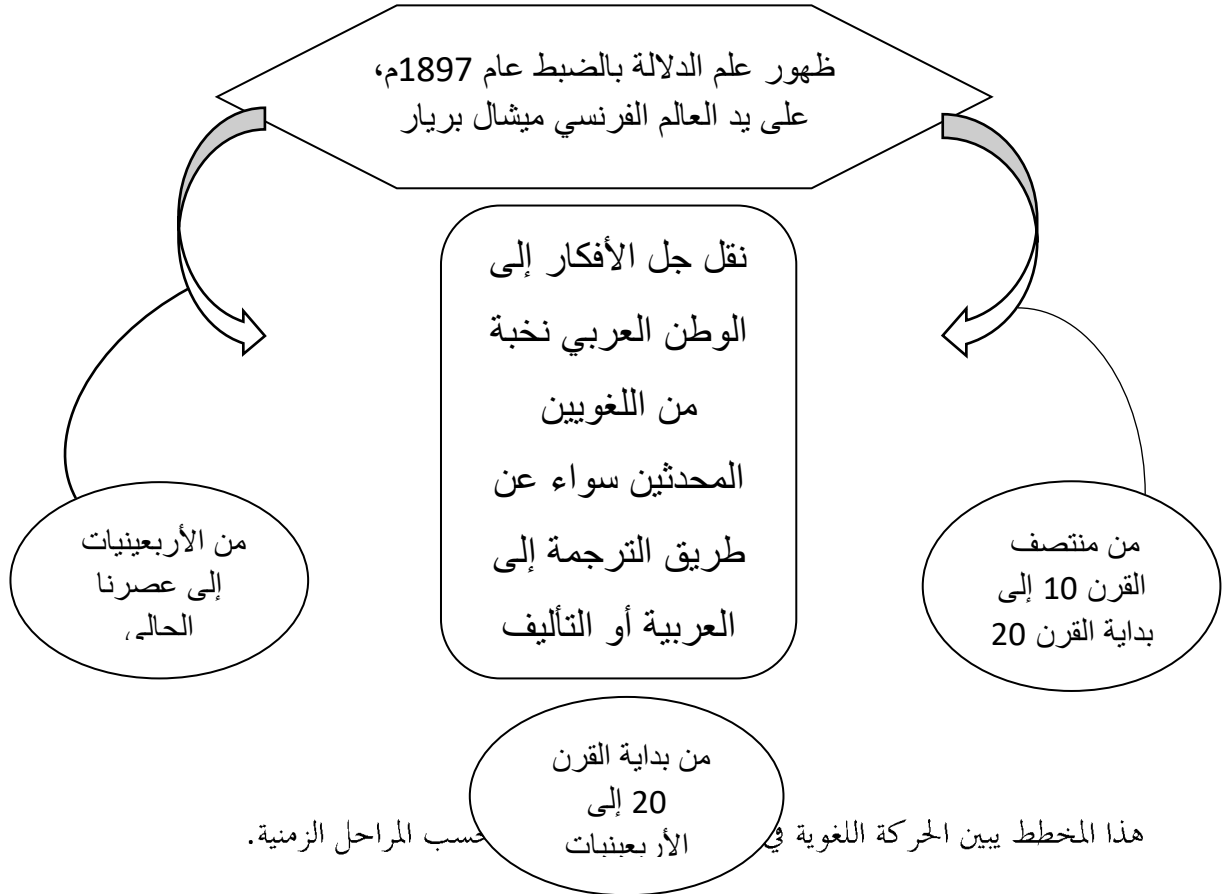 ظهور علم الدلالة بالضبط عام 1897م،
على يد العالم الفرنسي ميشال بريار
نقل جل الأفكار إلى
الوطن العربي نخبة
من اللغويين
المحدثين سواء عن
طريق الترجمة إلى
العربية أو التأليف
من منتصف
القرن 10 إلى
بداية القرن 20
من الأربعينيات
إلى عصرنا
الحالي
من بداية القرن
20 إلى
الأربعينيات
هذا المخطط يبين الحركة اللغوية في حسب المراحل الزمنية.